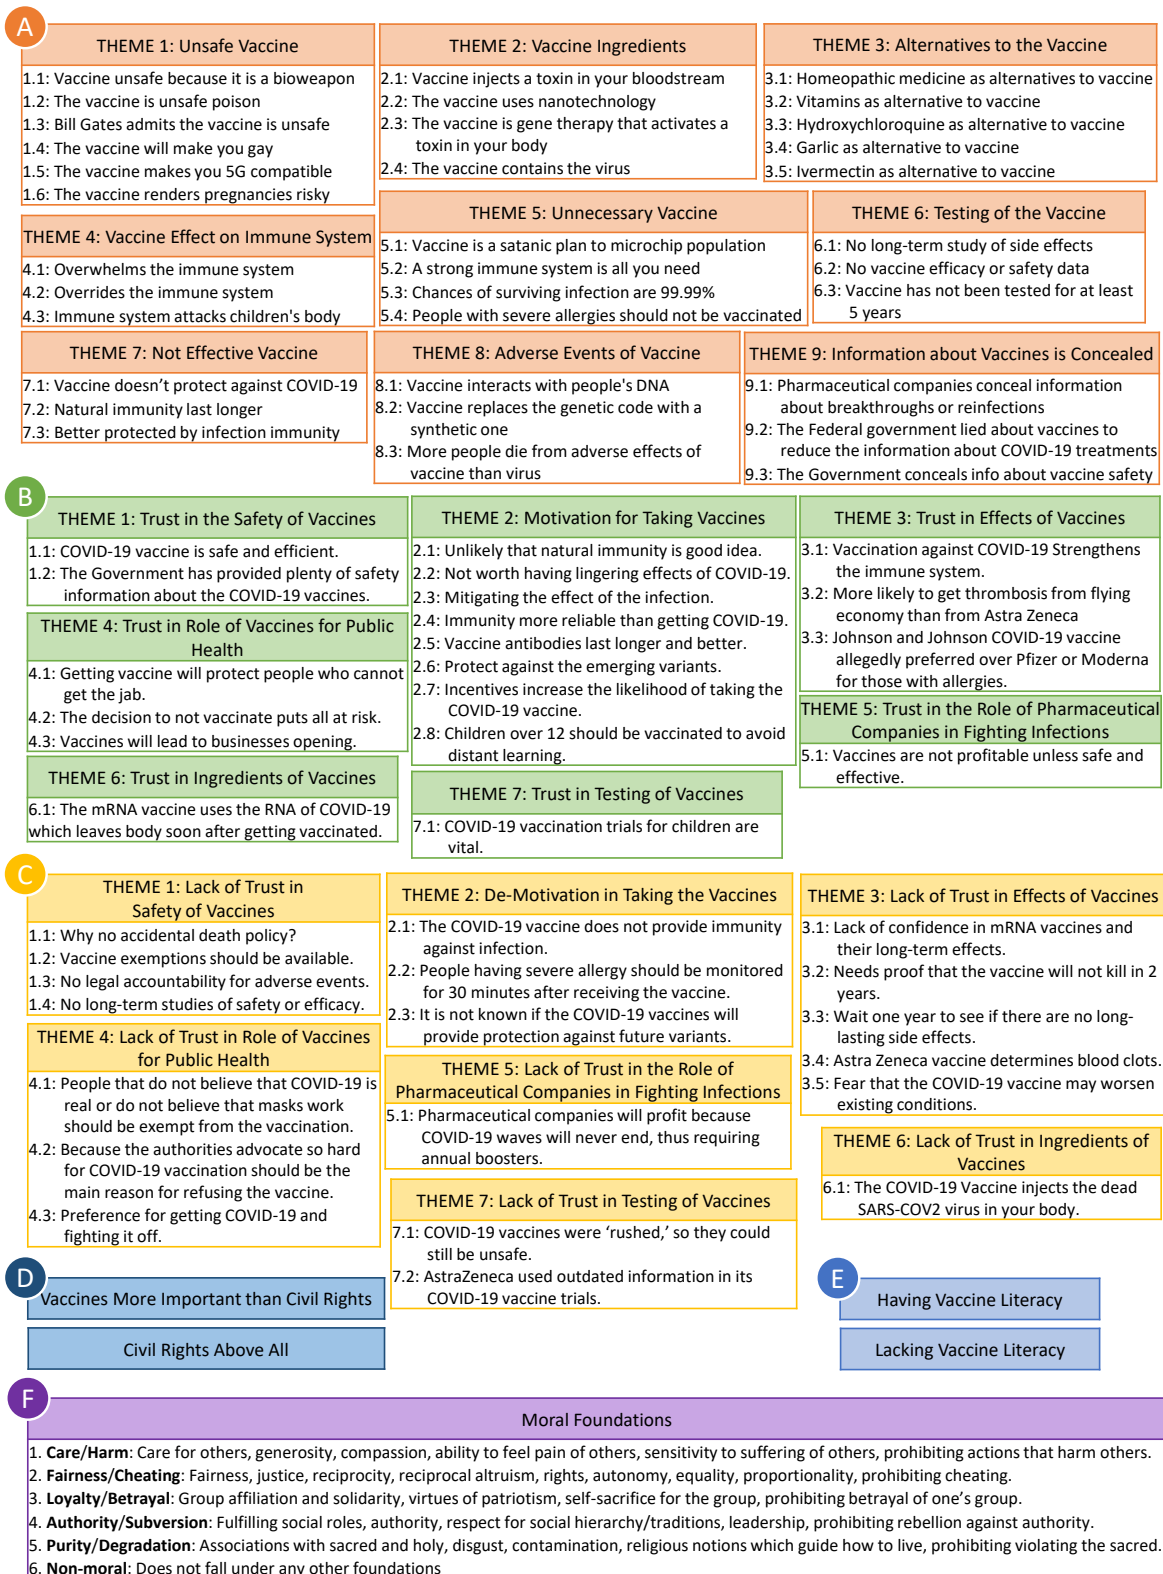 A
THEME 1: Unsafe Vaccine
1.1: Vaccine unsafe because it is a bioweapon
1.2: The vaccine is unsafe poison
1.3: Bill Gates admits the vaccine is unsafe
1.4: The vaccine will make you gay
1.5: The vaccine makes you 5G compatible
1.6: The vaccine renders pregnancies risky
THEME 2: Vaccine Ingredients
2.1: Vaccine injects a toxin in your bloodstream
2.2: The vaccine uses nanotechnology
2.3: The vaccine is gene therapy that activates a
toxin in your body
2.4: The vaccine contains the virus
THEME 3: Alternatives to the Vaccine
3.1: Homeopathic medicine as alternatives to vaccine
3.2: Vitamins as alternative to vaccine
3.3: Hydroxychloroquine as alternative to vaccine
3.4: Garlic as alternative to vaccine
3.5: Ivermectin as alternative to vaccine
THEME 4: Vaccine Effect on Immune System
4.1: Overwhelms the immune system
4.2: Overrides the immune system
4.3: Immune system attacks children's body
THEME 5: Unnecessary Vaccine
5.1: Vaccine is a satanic plan to microchip population
5.2: A strong immune system is all you need
5.3: Chances of surviving infection are 99.99%
5.4: People with severe allergies should not be vaccinated
THEME 6: Testing of the Vaccine
6.1: No long-term study of side effects
6.2: No vaccine efficacy or safety data
6.3: Vaccine has not been tested for at least
5 years
THEME 7: Not Effective Vaccine
7.1: Vaccine doesn't protect against COVID-19
7.2: Natural immunity last longer
7.3: Better protected by infection immunity
THEME 8: Adverse Events of Vaccine
8.1: Vaccine interacts with people's DNA
8.2: Vaccine replaces the genetic code with a
synthetic one
8.3: More people die from adverse effects of
vaccine than virus
THEME 9: Information about Vaccines is Concealed
9.1: Pharmaceutical companies conceal information
about breakthroughs or reinfections
9.2: The Federal government lied about vaccines to
reduce the information about COVID-19 treatments
9.3: The Government conceals info about vaccine safety
B
THEME 1: Trust in the Safety of Vaccines
1.1: COVID-19 vaccine is safe and efficient.
1.2: The Government has provided plenty of safety
information about the COVID-19 vaccines.
THEME 2: Motivation for Taking Vaccines
2.1: Unlikely that natural immunity is good idea.
2.2: Not worth having lingering effects of COVID-19.
2.3: Mitigating the effect of the infection.
2.4: Immunity more reliable than getting COVID-19.
2.5: Vaccine antibodies last longer and better.
2.6: Protect against the emerging variants.
2.7: Incentives increase the likelihood of taking the
COVID-19 vaccine.
2.8: Children over 12 should be vaccinated to avoid
distant learning.
THEME 3: Trust in Effects of Vaccines
3.1: Vaccination against COVID-19 Strengthens
the immune system.
3.2: More likely to get thrombosis from flying
economy than from Astra Zeneca
3.3: Johnson and Johnson COVID-19 vaccine
allegedly preferred over Pfizer or Moderna
for those with allergies.
THEME 4: Trust in Role of Vaccines for Public
Health
4.1: Getting vaccine will protect people who cannot
get the jab.
4.2: The decision to not vaccinate puts all at risk.
4.3: Vaccines will lead to businesses opening.
THEME 5: Trust in the Role of Pharmaceutical
Companies in Fighting Infections
5.1: Vaccines are not profitable unless safe and
effective.
THEME 6: Trust in Ingredients of Vaccines
6.1: The mRNA vaccine uses the RNA of COVID-19
which leaves body soon after getting vaccinated.
THEME 7: Trust in Testing of Vaccines
7.1: COVID-19 vaccination trials for children are
vital.
C
THEME 1: Lack of Trust in
Safety of Vaccines
1.1: Why no accidental death policy?
1.2: Vaccine exemptions should be available.
1.3: No legal accountability for adverse events.
1.4: No long-term studies of safety or efficacy.
THEME 2: De-Motivation in Taking the Vaccines
2.1: The COVID-19 vaccine does not provide immunity
against infection.
2.2: People having severe allergy should be monitored
for 30 minutes after receiving the vaccine.
2.3: It is not known if the COVID-19 vaccines will
provide protection against future variants.
THEME 3: Lack of Trust in Effects of Vaccines
3.1: Lack of confidence in mRNA vaccines and
their long-term effects.
3.2: Needs proof that the vaccine will not kill in 2
years.
3.3: Wait one year to see if there are no long-
lasting side effects.
3.4: Astra Zeneca vaccine determines blood clots.
3.5: Fear that the COVID-19 vaccine may worsen
existing conditions.
THEME 4: Lack of Trust in Role of Vaccines
for Public Health
4.1: People that do not believe that COVID-19 is
real or do not believe that masks work
should be exempt from the vaccination.
4.2: Because the authorities advocate so hard
for COVID-19 vaccination should be the
main reason for refusing the vaccine.
4.3: Preference for getting COVID-19 and
fighting it off.
THEME 5: Lack of Trust in the Role of
Pharmaceutical Companies in Fighting Infections
5.1: Pharmaceutical companies will profit because
COVID-19 waves will never end, thus requiring
annual boosters.
THEME 6: Lack of Trust in Ingredients of
Vaccines
6.1: The COVID-19 Vaccine injects the dead
SARS-COV2 virus in your body.
THEME 7: Lack of Trust in Testing of Vaccines
7.1: COVID-19 vaccines were 'rushed,' so they could
still be unsafe.
7.2: AstraZeneca used outdated information in its
COVID-19 vaccine trials.
D
Vaccines More Important than Civil Rights
Civil Rights Above All
E
Having Vaccine Literacy
Lacking Vaccine Literacy
F
Moral Foundations
1. Care/Harm: Care for others, generosity, compassion, ability to feel pain of others, sensitivity to suffering of others, prohibiting actions that harm others.
2. Fairness/Cheating: Fairness, justice, reciprocity, reciprocal altruism, rights, autonomy, equality, proportionality, prohibiting cheating.
3. Loyalty/Betrayal: Group affiliation and solidarity, virtues of patriotism, self-sacrifice for the group, prohibiting betrayal of one's group.
4. Authority/Subversion: Fulfilling social roles, authority, respect for social hierarchy/traditions, leadership, prohibiting rebellion against authority.
5. Purity/Degradation: Associations with sacred and holy, disgust, contamination, religious notions which guide how to live, prohibiting violating the sacred.
6. Non-moral: Does not fall under any other foundations